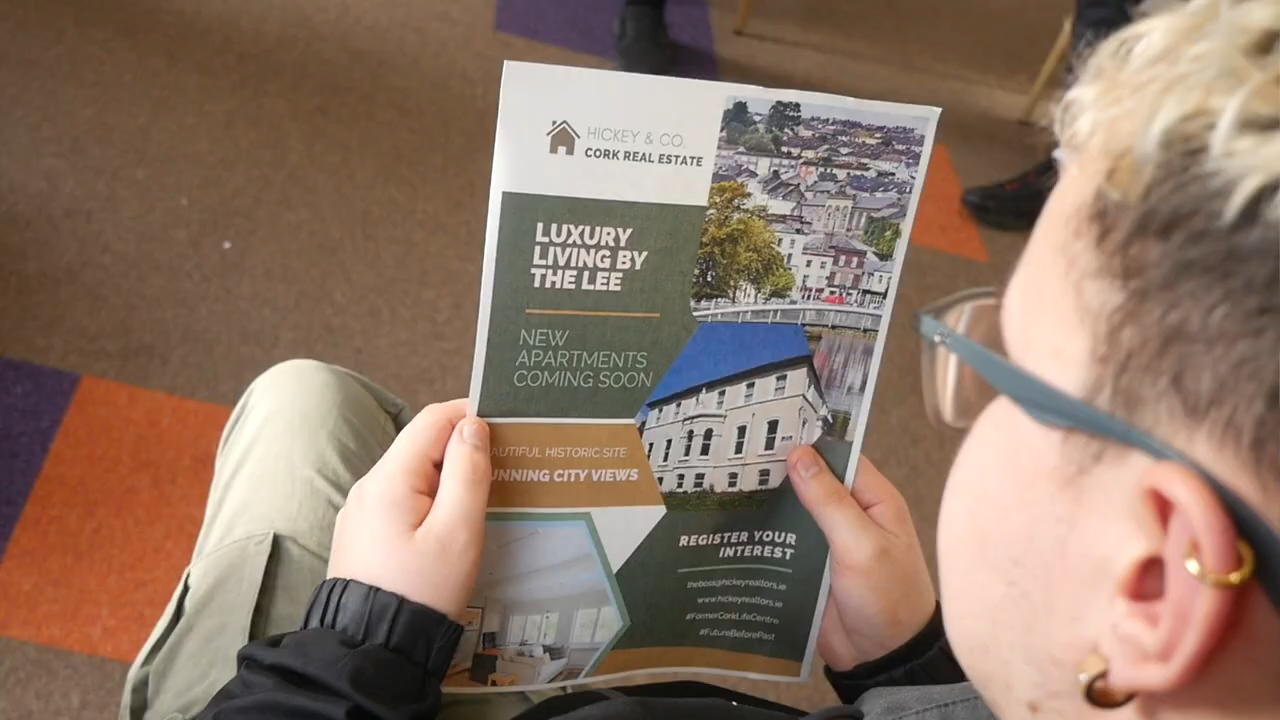 HICKEY & CO.
CORK REAL ESTATE
LUXURY
LIVING BY
THE LEE
NEW
APARTMENTS
COMING SOON
AUTIFUL HISTORIC SITE
UNNING CITY VIEWS
REGISTER YOUR
INTEREST
theboss@hickeyrealtors.ie
www.hickeyrealtors.ie
#FormerCorkLifeCentre
#FutureBeforePast